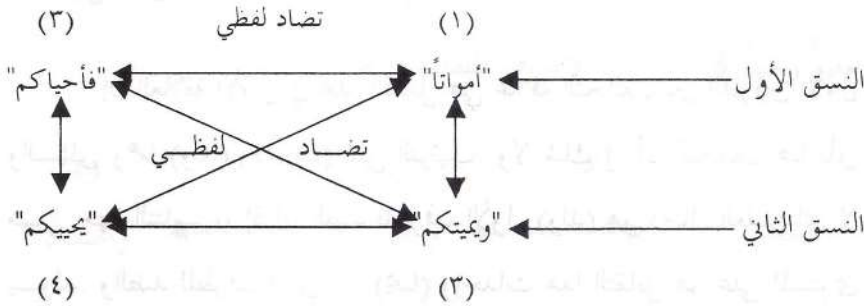 (١) تضاد لفظي (٣)
النسق الأول "أمواتاً" "فأحياكم"
تضاد لفظي
النسق الثاني "ويميتكم" "يحييكم"
(٣) (٤)